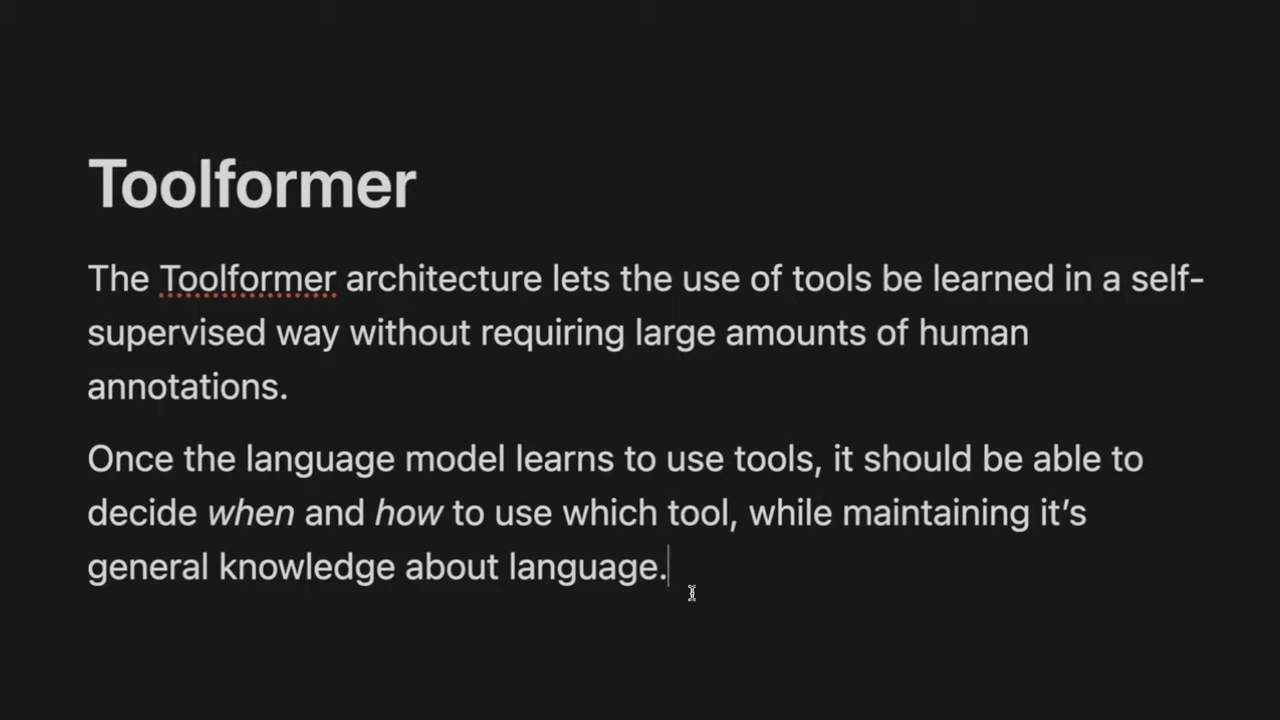 Toolformer
The Toolformer architecture lets the use of tools be learned in a self-
supervised way without requiring large amounts of human
annotations.
Once the language model learns to use tools, it should be able to
decide when and how to use which tool, while maintaining it’s
general knowledge about language.